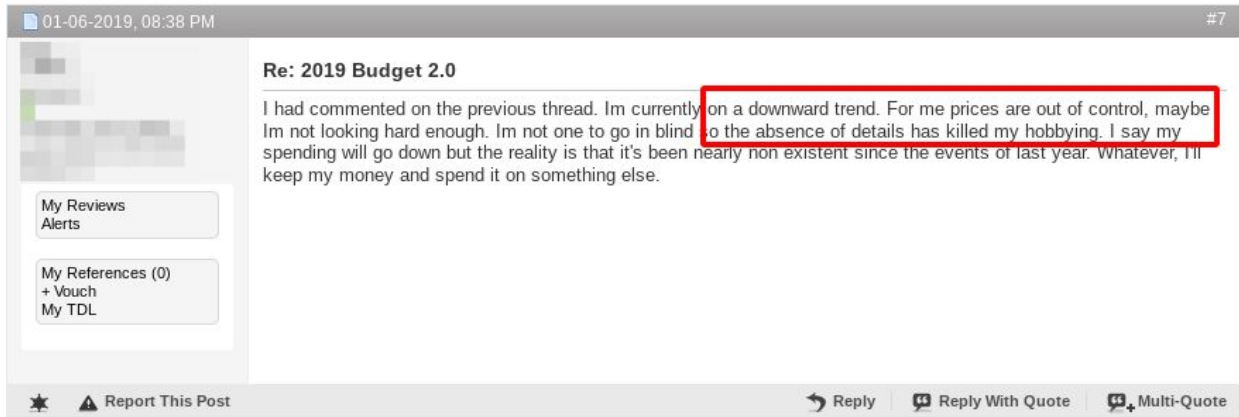 01-06-2019, 08:38 PM
#7
Re: 2019 Budget 2.0
I had commented on the previous thread. Im currently on a downward trend. For me prices are out of control, maybe
Im not looking hard enough. Im not one to go in blind so the absence of details has killed my hobbying. I say my
spending will go down but the reality is that it's been nearly non existent since the events of last year. Whatever, I'll
keep my money and spend it on something else.
My Reviews
Alerts
My References (0)
+ Vouch
My TDL
Report This Post
Reply
Reply With Quote
Multi-Quote